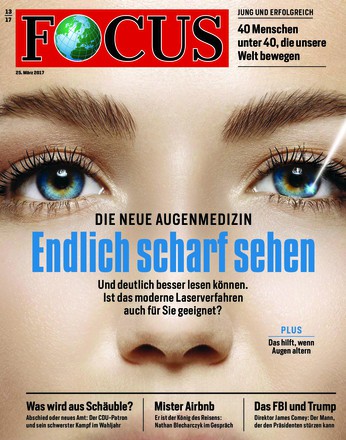 13
17
FOCUS
25. März 2017
JUNG UND ERFOLGREICH
40 Menschen
unter 40, die unsere
Welt bewegen
DIE NEUE AUGENMEDIZIN
Endlich scharf sehen
Und deutlich besser lesen können.
Ist das moderne Laserverfahren
auch für Sie geeignet?
PLUS
Das hilft, wenn
Augen altern
Was wird aus Schäuble?
Abschied oder neues Amt: Der CDU-Patron
und sein schwerster Kampf im Wahljahr
Mister Airbnb
Er ist der König des Reisens:
Nathan Blecharczyk im Gespräch
Das FBI und Trump
Direktor James Comey: Der Mann,
der den Präsidenten stürzen kann